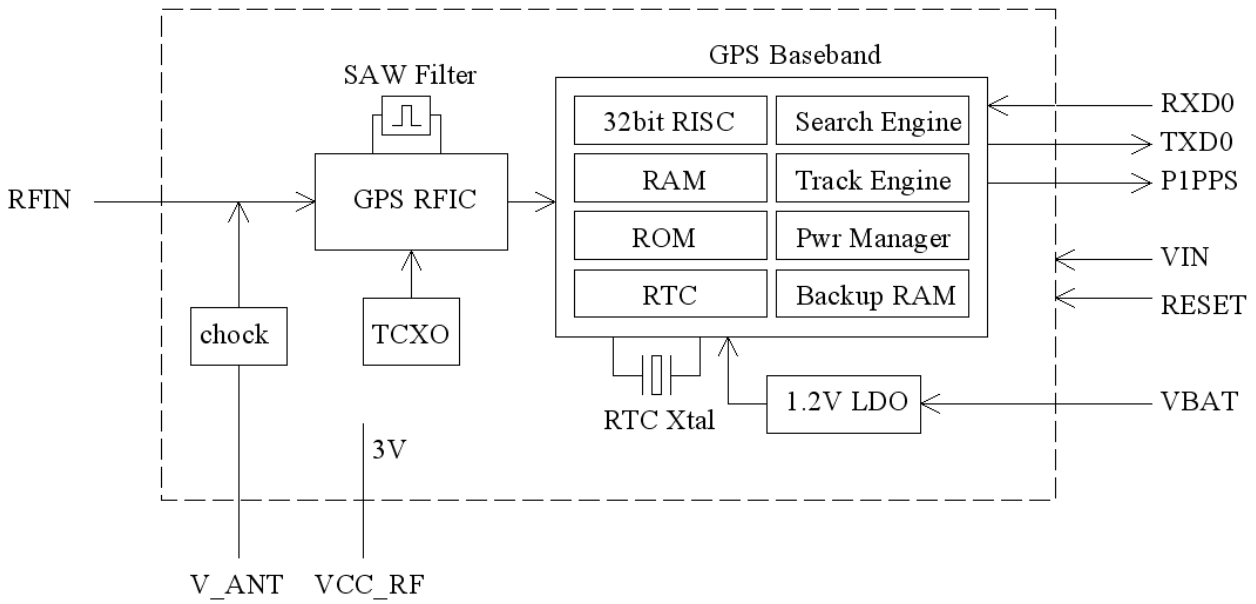 GPS Baseband
SAW Filter
32bit RISC
Search Engine
RXD0
TXD0
RAM
Track Engine
P1PPS
RFIN
GPS RFIC
ROM
Pwr Manager
VIN
RTC
Backup RAM
RESET
chock
TCXO
1.2V LDO
VBAT
RTC Xtal
3V
V_ANT
VCC_RF